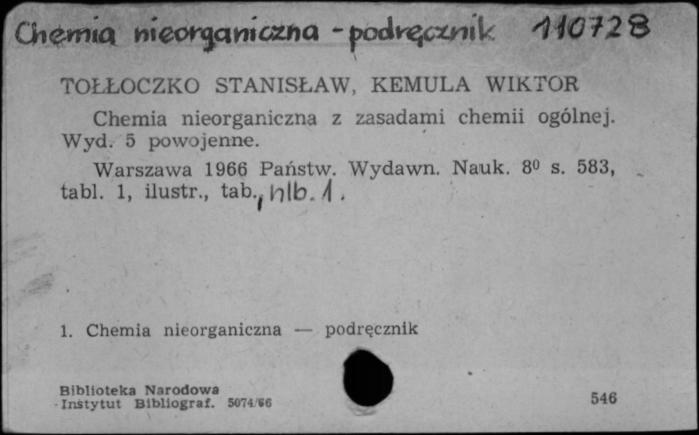 Chemia nieorganiczna - podręcznik 110728
TOŁŁOCZKO STANISŁAW, KEMULA WIKTOR
Chemia nieorganiczna z zasadami chemii ogólnej.
Wyd. 5 powojenne.
Warszawa 1966 Państw. Wydawn. Nauk. 8⁰ s. 583,
tabl. 1, ilustr., tab., nlb. 1.
1. Chemia nieorganiczna — podręcznik
Biblioteka Narodowa
Instytut Bibliograf. 5074/66
546